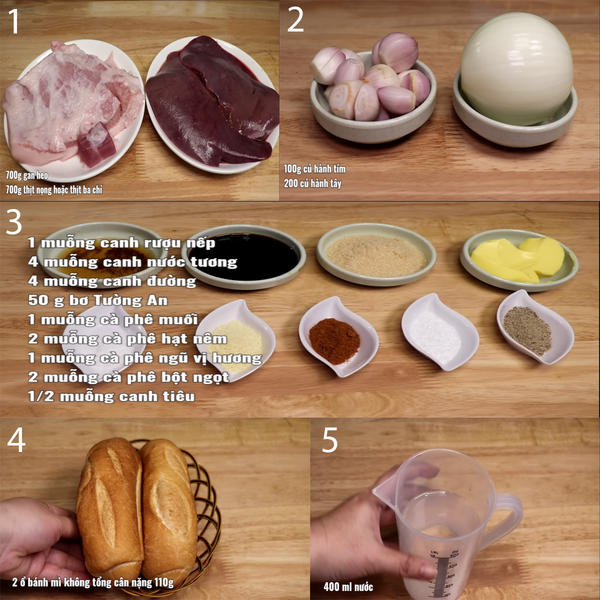 1
700g gan heo
700g thịt nọng hoặc thịt ba chỉ
2
100g củ hành tím
200 củ hành tây
3
1 muỗng canh rượu nếp
4 muỗng canh nước tương
4 muỗng canh đường
50 g bơ Tường An
1 muỗng cà phê muối
2 muỗng cà phê hạt nêm
1 muỗng cà phê ngũ vị hương
2 muỗng cà phê bột ngọt
1/2 muỗng canh tiêu
4
2 ổ bánh mì không tổng cân nặng 110g
5
400 ml nước